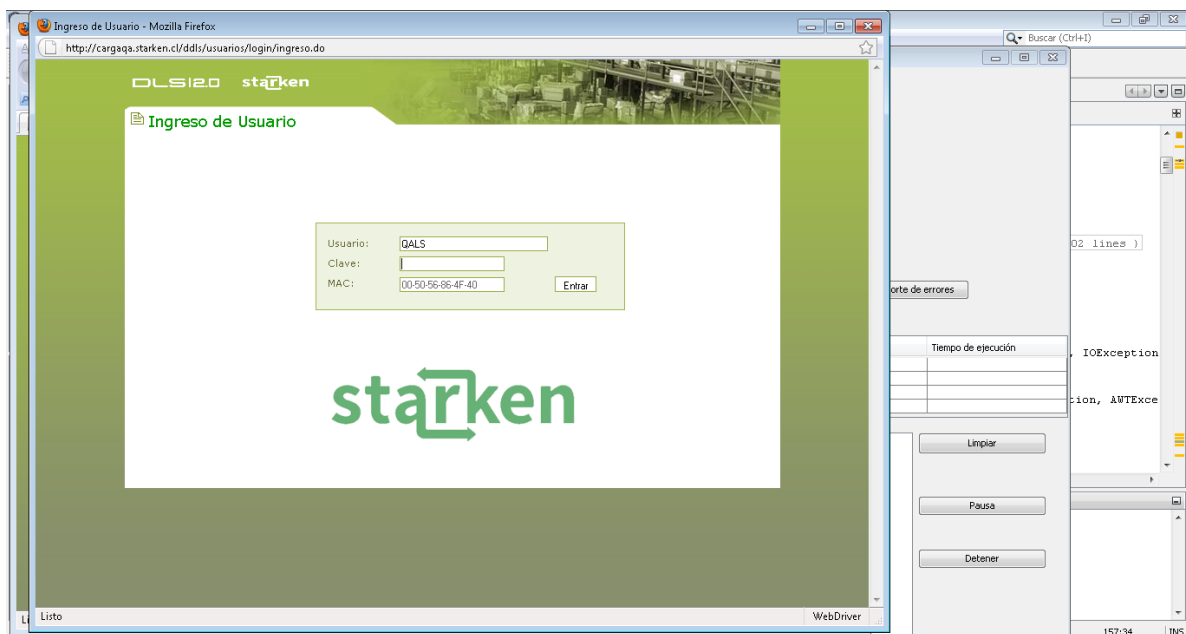 Ingreso de Usuario - Mozilla Firefox
http://cargaqa.starken.cl/ddls/usuarios/login/ingreso.do
Buscar (Ctrl+I)
DLS|2.0 starken
Ingreso de Usuario
Usuario: QALS
Clave:
MAC: 00-50-56-86-4F-40 Entrar
starken
02 lines )
orte de errores
Tiempo de ejecución
, IOException
tion, AWTExce
Limpiar
Pausa
Detener
Listo
WebDriver
157:34 INS